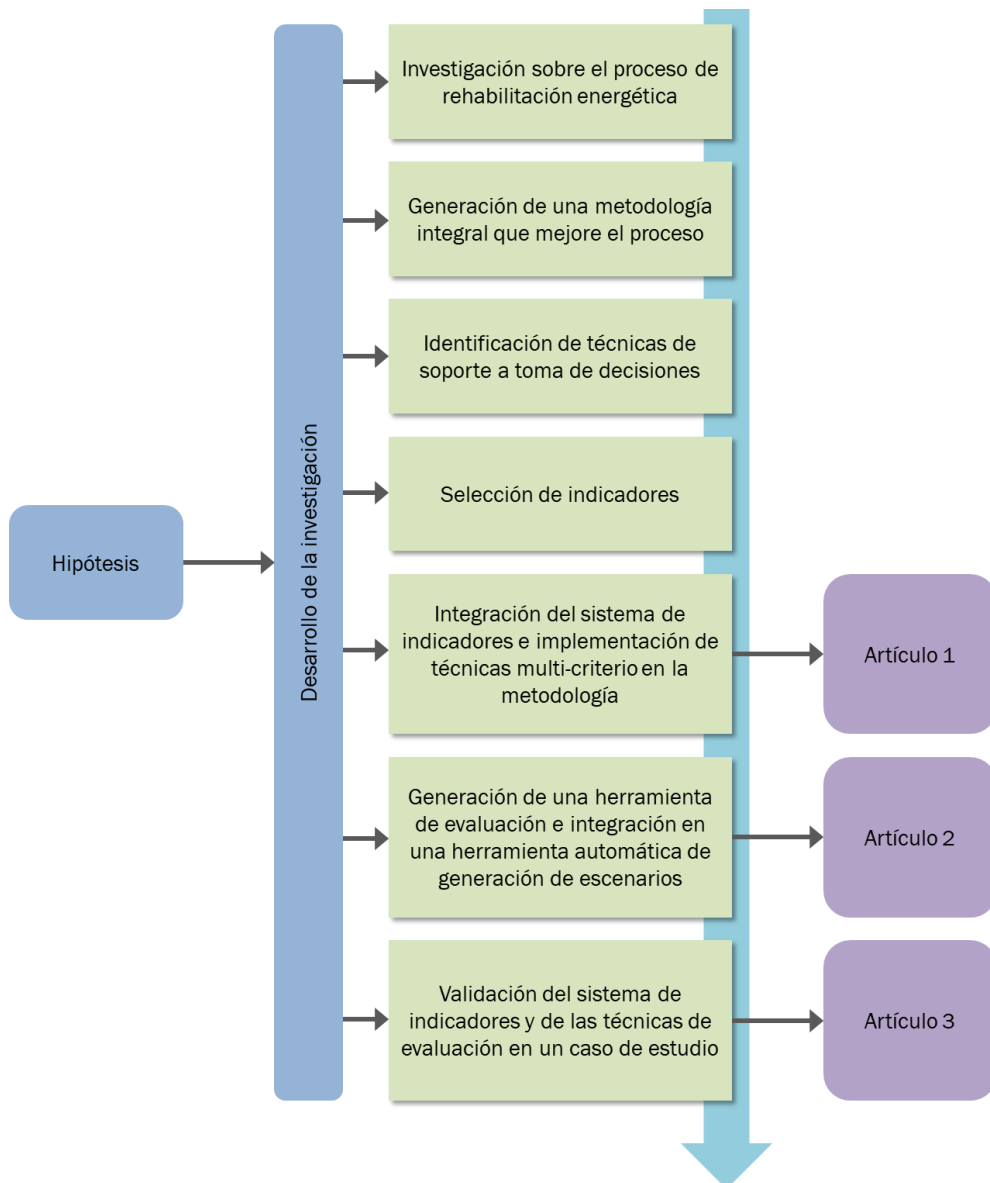 Investigación sobre el proceso de
rehabilitación energética
Generación de una metodología
integral que mejore el proceso
Identificación de técnicas de
soporte a toma de decisiones
Selección de indicadores
Hipótesis
Desarrollo de la investigación
Integración del sistema de
indicadores e implementación de
técnicas multi-criterio en la
metodología
Artículo 1
Generación de una herramienta
de evaluación e integración en
una herramienta automática de
generación de escenarios
Artículo 2
Validación del sistema de
indicadores y de las técnicas de
evaluación en un caso de estudio
Artículo 3